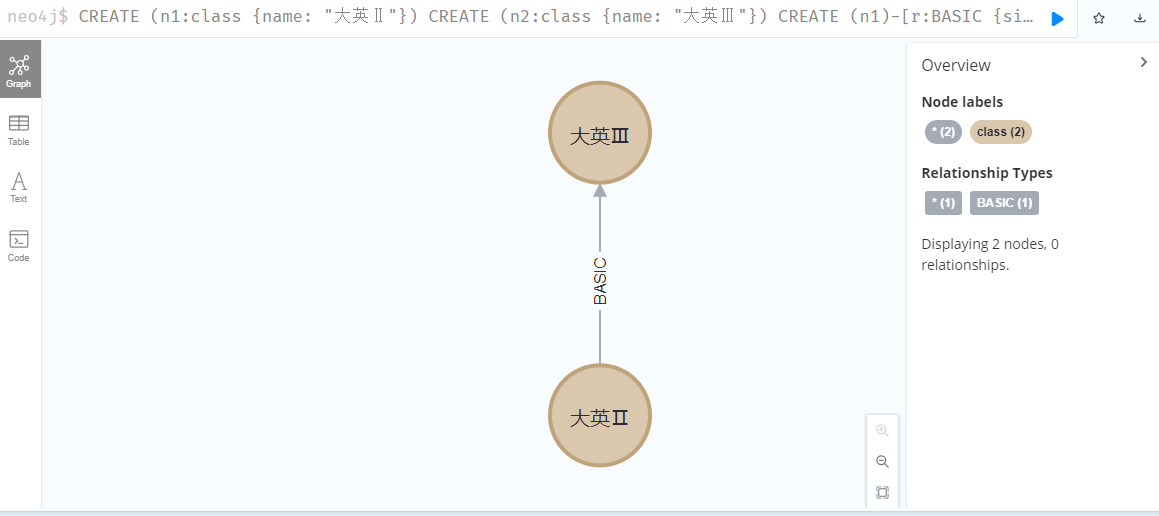 neo4j$ CREATE (n1:class {name: "大英Ⅱ"}) CREATE (n2:class {name: "大英Ⅲ"}) CREATE (n1)-[r:BASIC {si…
Graph
Table
Text
Code
大英Ⅲ
BASIC
大英Ⅱ
Overview
Node labels
* (2) class (2)
Relationship Types
* (1) BASIC (1)
Displaying 2 nodes, 0
relationships.